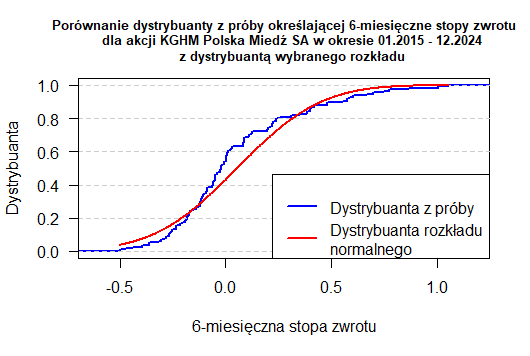 Porównanie dystrybuanty z próby określającej 6-miesięczne stopy zwrotu
dla akcji KGHM Polska Miedź SA w okresie 01.2015 - 12.2024
z dystrybuantą wybranego rozkładu
Dystrybuanta
1.0
0.8
0.6
0.4
0.2
0.0
Dystrybuanta z próby
Dystrybuanta rozkładu
normalnego
-0.5
0.0
0.5
1.0
6-miesięczna stopa zwrotu